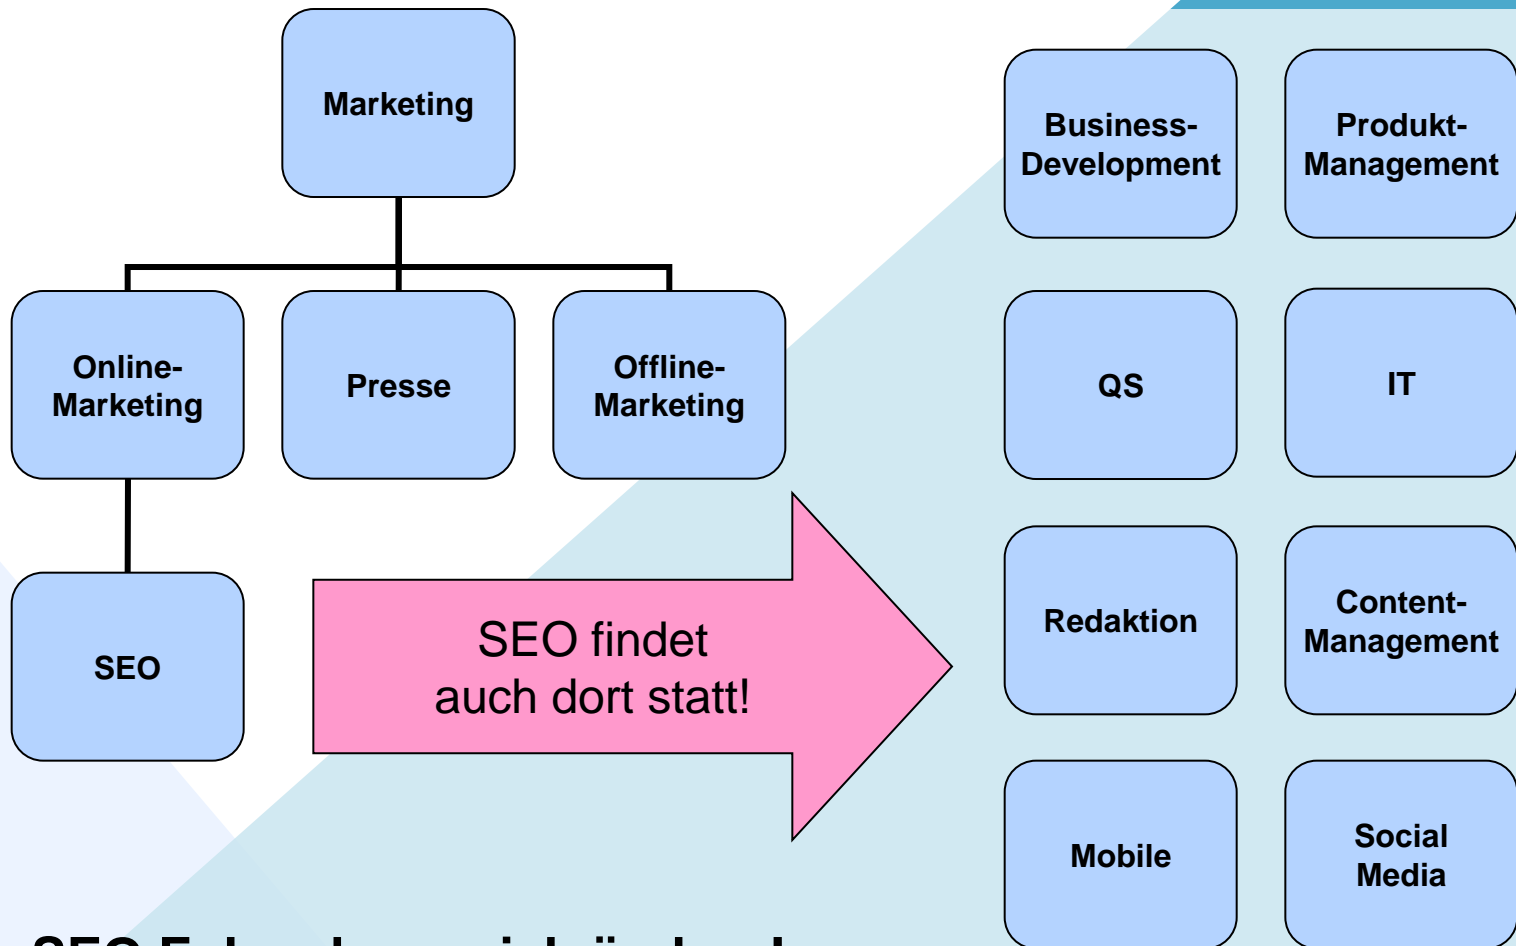 Marketing
Online-
Marketing
Presse
Offline-
Marketing
SEO
SEO findet
auch dort statt!
Business-
Development
Produkt-
Management
QS
IT
Redaktion
Content-
Management
Mobile
Social
Media
SEO